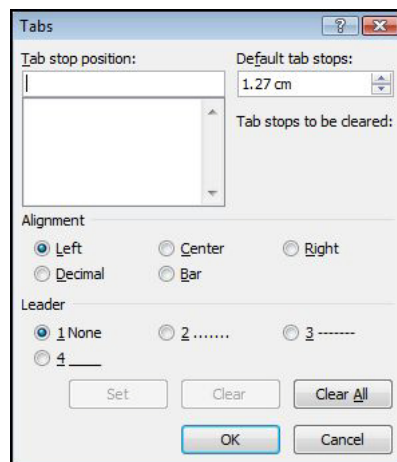 Tabs
Tab stop position: Default tab stops:
1.27 cm
Tab stops to be cleared:
Alignment
Left Center Right
Decimal Bar
Leader
1 None 2 ....... 3 -------
4 ____
Set Clear Clear All
OK Cancel